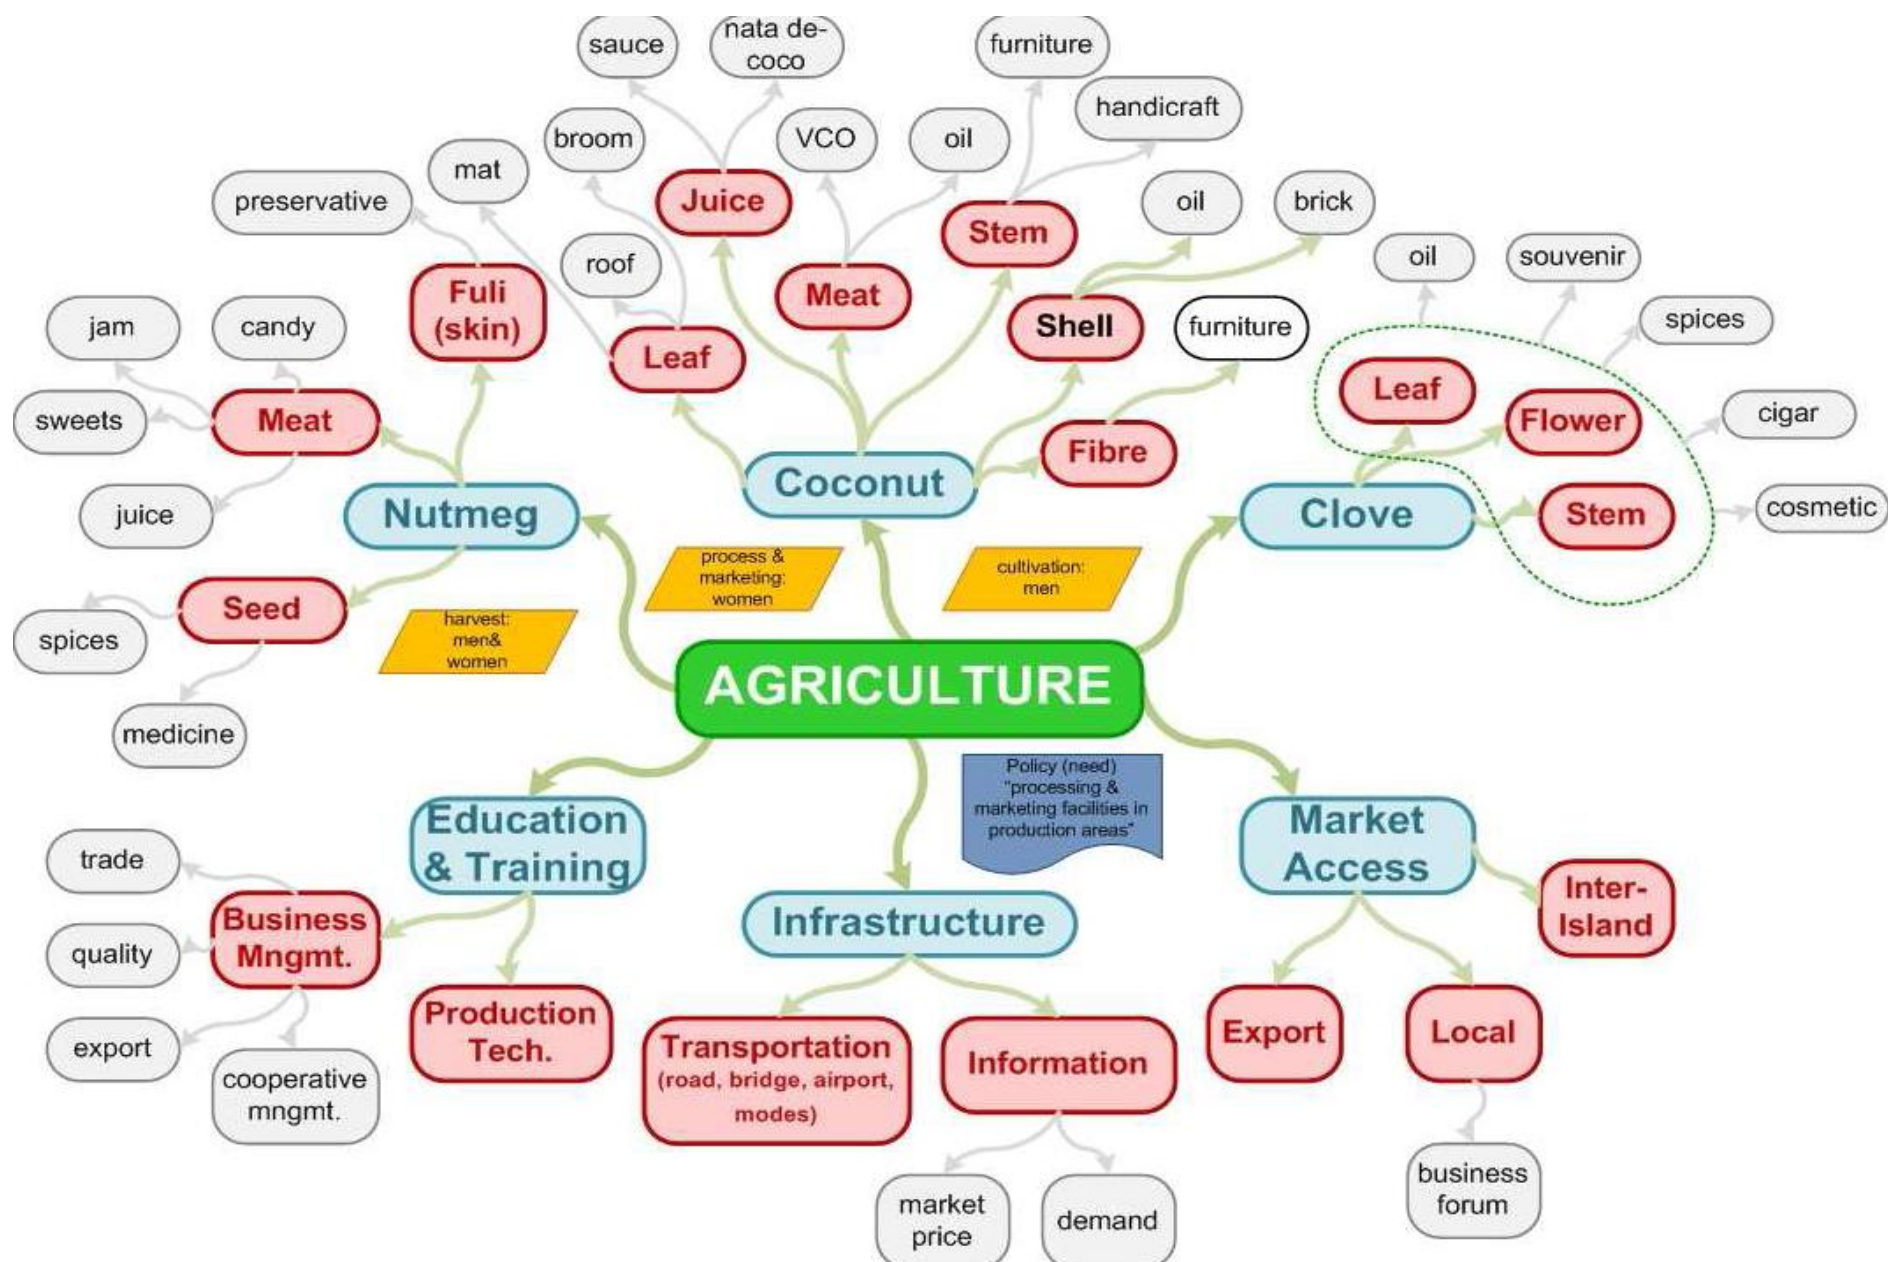 sauce
nata de-
coco
furniture
handicraft
broom
VCO
oil
mat
preservative
Juice
Stem
oil
brick
roof
oil
souvenir
Fuli
(skin)
Meat
jam
candy
Leaf
Shell
furniture
spices
sweets
Meat
Leaf
Flower
cigar
Fibre
Coconut
juice
Nutmeg
Clove
Stem
cosmetic
process &
marketing:
women
cultivation:
men
Seed
spices
harvest:
men&
women
AGRICULTURE
medicine
Policy (need)
"processing &
marketing facilities in
production areas"
Education
& Training
Market
Access
trade
Business
Mngmt.
Infrastructure
Inter-
Island
quality
export
cooperative
mngmt.
Production
Tech.
Transportation
(road, bridge, airport,
modes)
Information
Export
Local
market
price
demand
business
forum